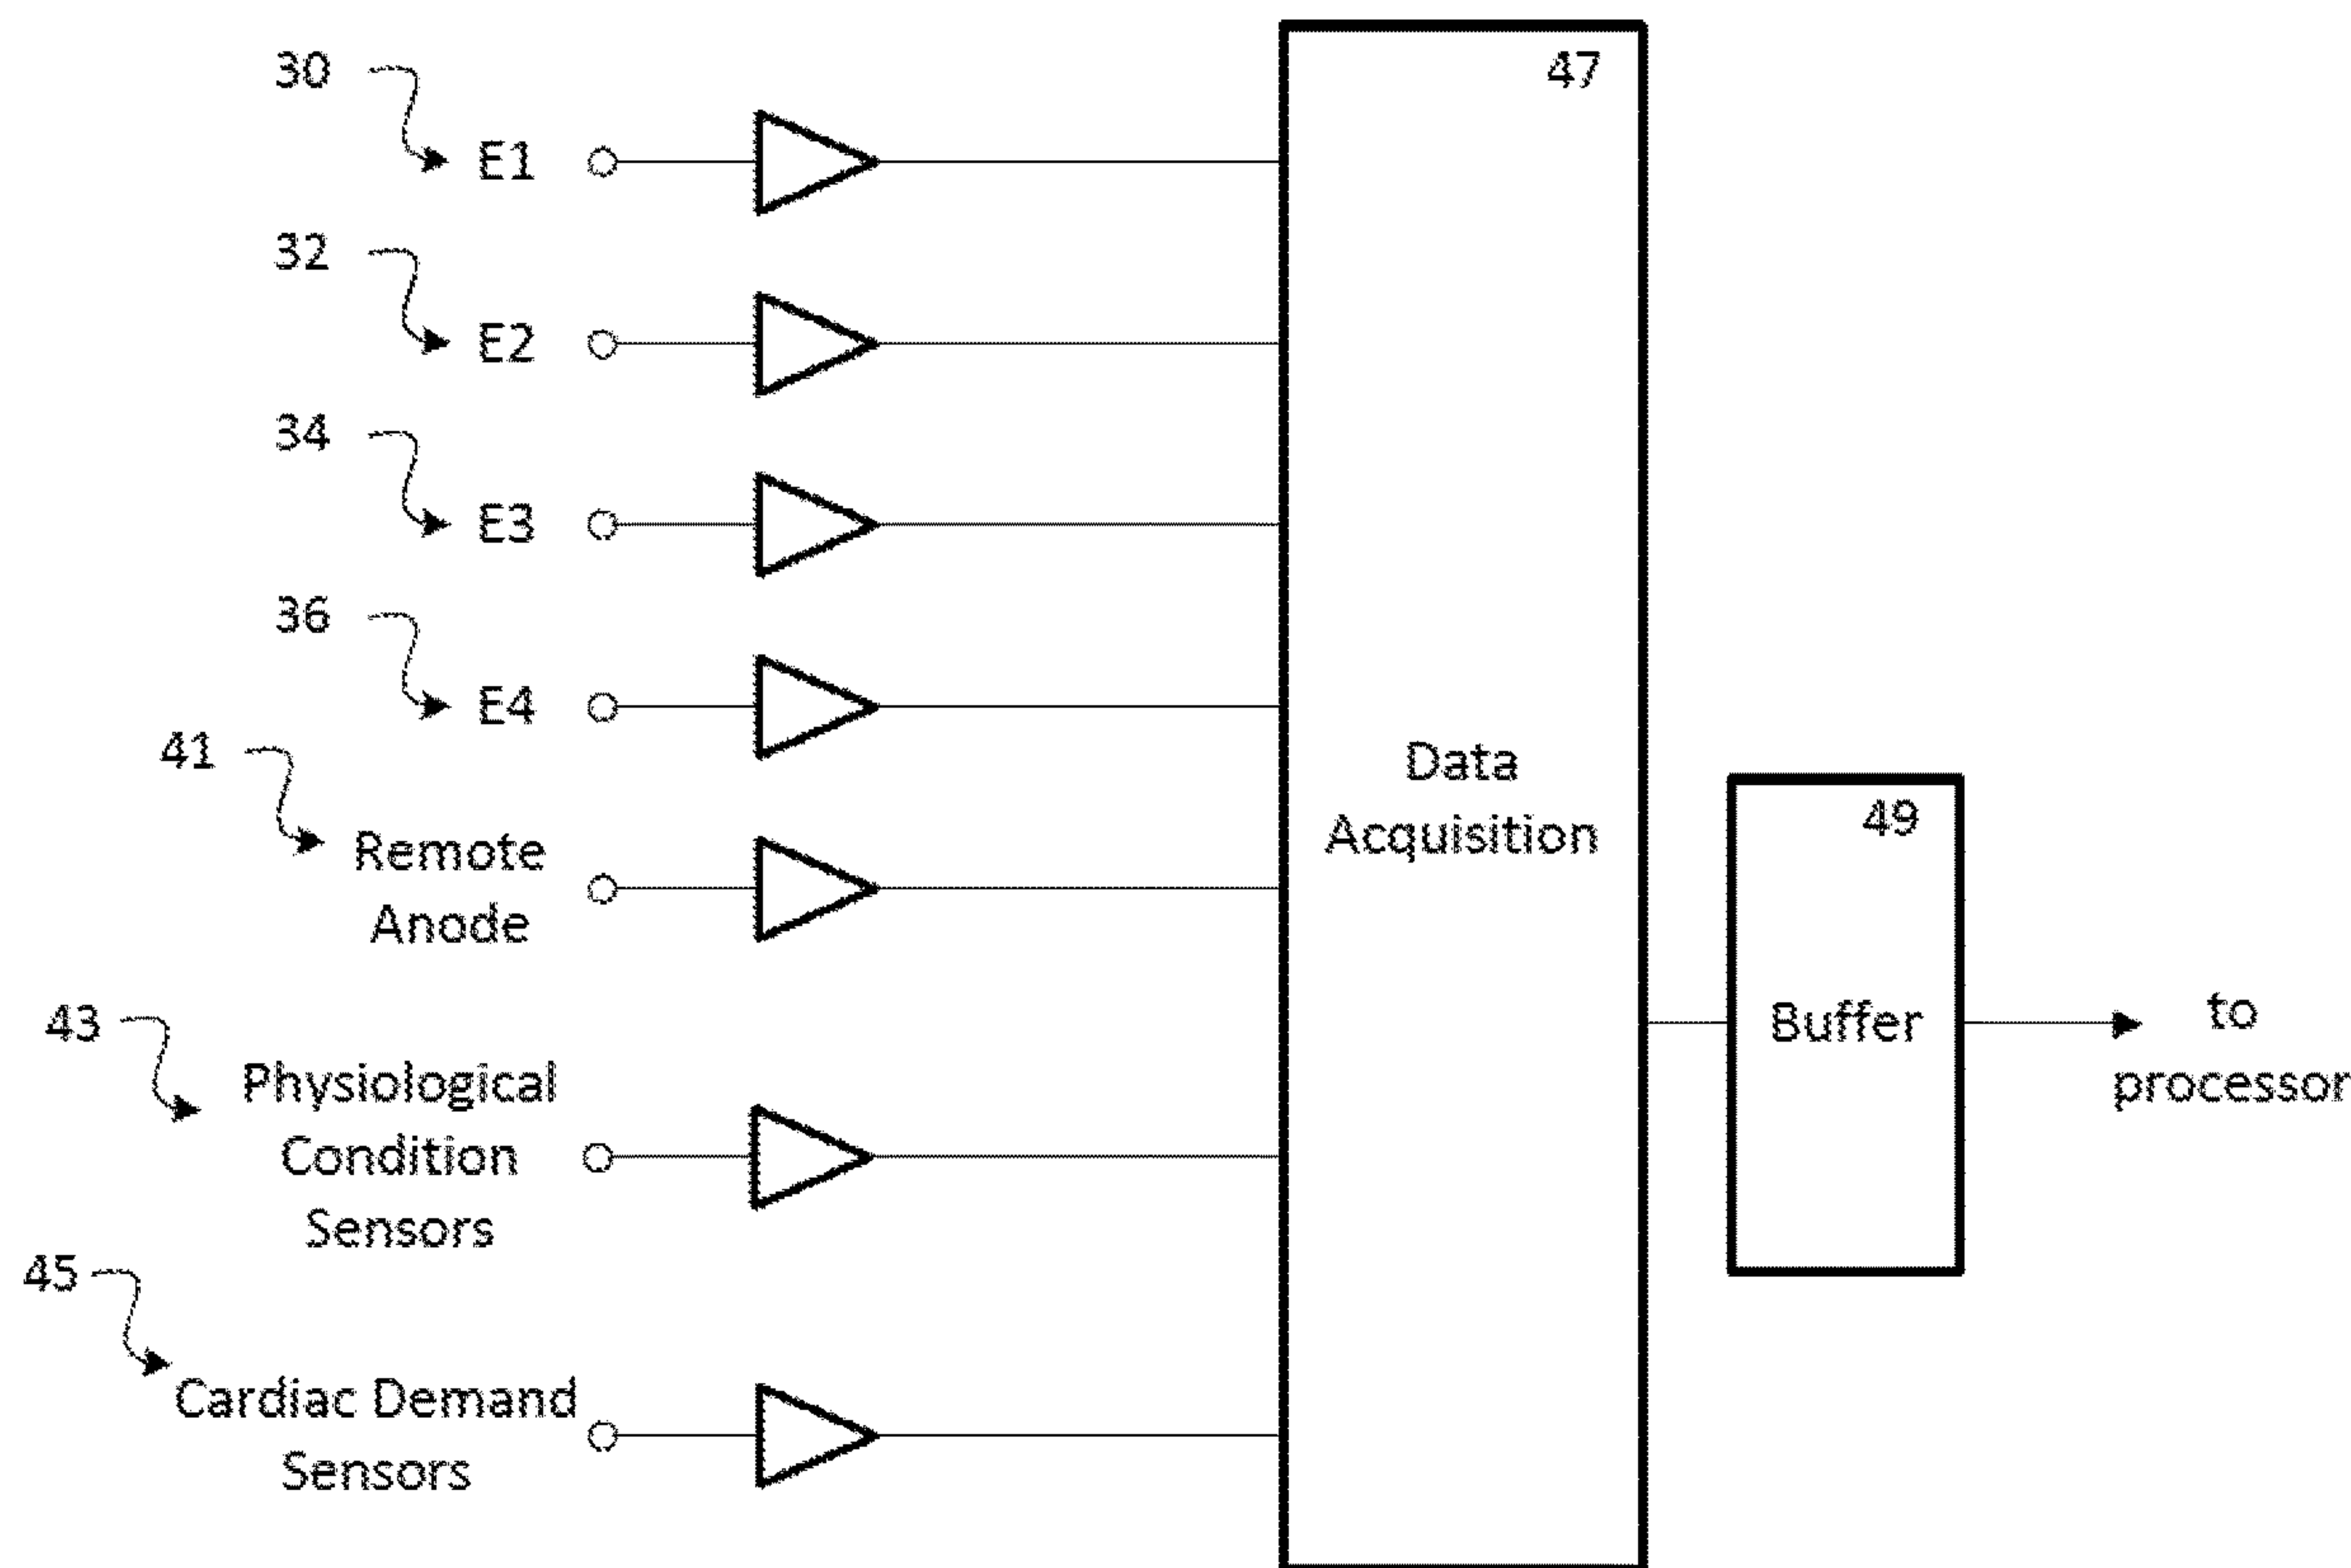 30
47
E1
32
E2
34
E3
36
E4
41
Data
Acquisition
Remote
Anode
49
Buffer
to
processor
43
Physiological
Condition
Sensors
45
Cardiac Demand
Sensors